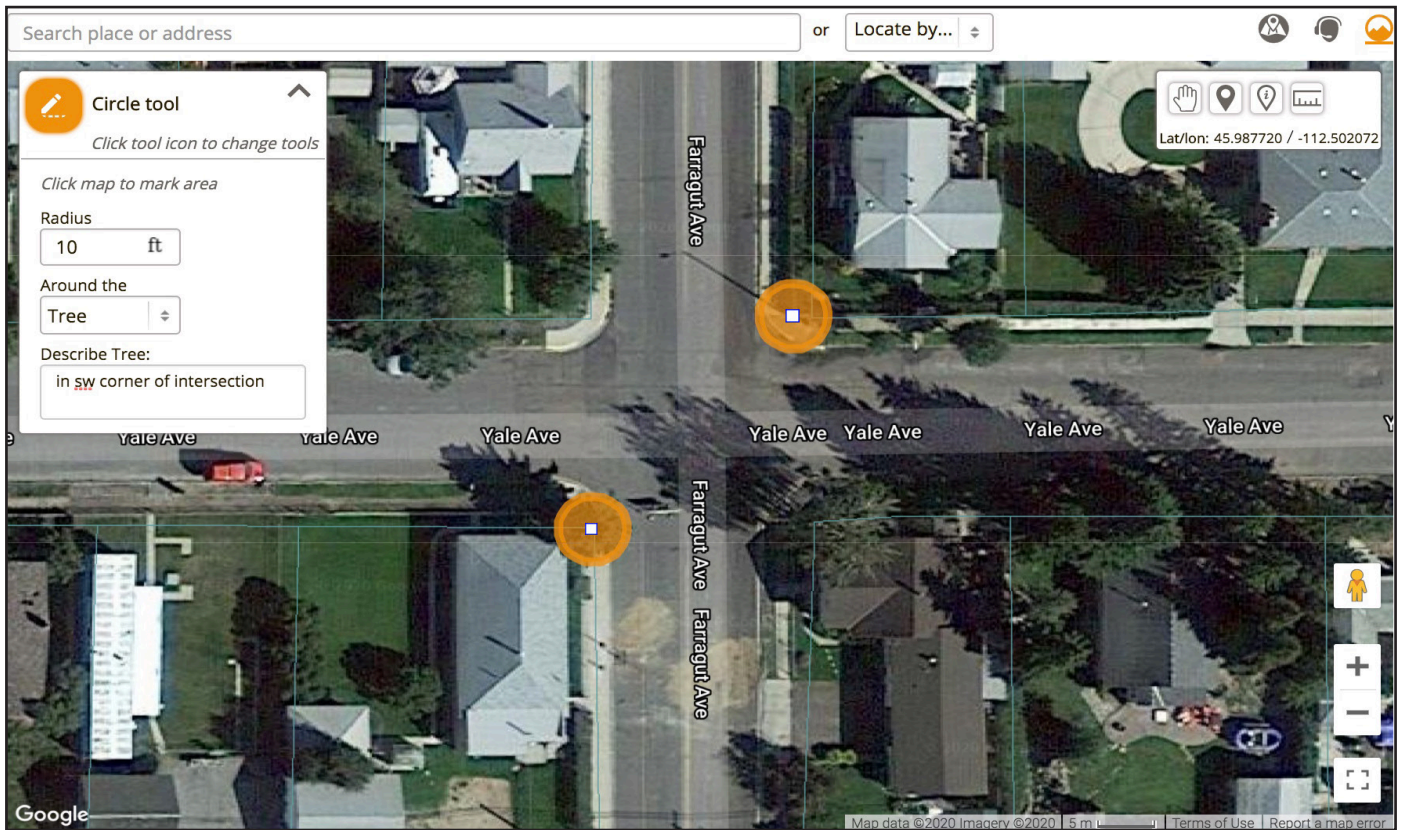 Search place or address
or
Locate by...
Circle tool
Click tool icon to change tools
Click map to mark area
Radius
10 ft
Around the
Tree
Describe Tree:
in sw corner of intersection
Lat/lon: 45.987720 / -112.502072
Farragut Ave
Yale Ave
Yale Ave
Yale Ave
Yale Ave
Yale Ave
Yale Ave
Yale Ave
Farragut Ave
Farragut Ave
Google
Map data ©2020 Imagery ©2020
5 m
Terms of Use
Report a map error